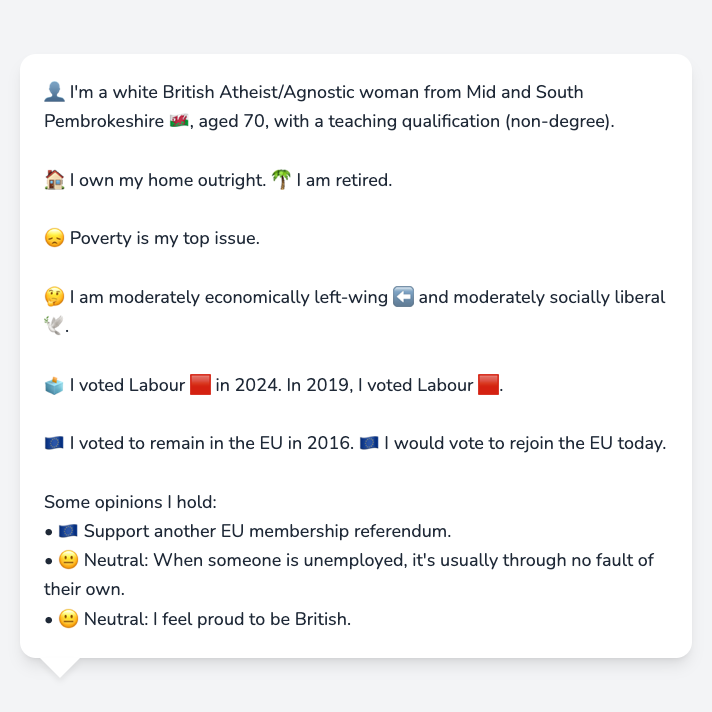 👤 I'm a white British Atheist/Agnostic woman from Mid and South
Pembrokeshire 🏴󠁧󠁢󠁷󠁬󠁳󠁿, aged 70, with a teaching qualification (non-degree).
🏠 I own my home outright. 🌴 I am retired.
😞 Poverty is my top issue.
🤔 I am moderately economically left-wing ⬅️ and moderately socially liberal
🕊️.
🗳️ I voted Labour 🟥 in 2024. In 2019, I voted Labour 🟥.
🇪🇺 I voted to remain in the EU in 2016. 🇪🇺 I would vote to rejoin the EU today.
Some opinions I hold:
• 🇪🇺 Support another EU membership referendum.
• 😐 Neutral: When someone is unemployed, it's usually through no fault of
their own.
• 😐 Neutral: I feel proud to be British.